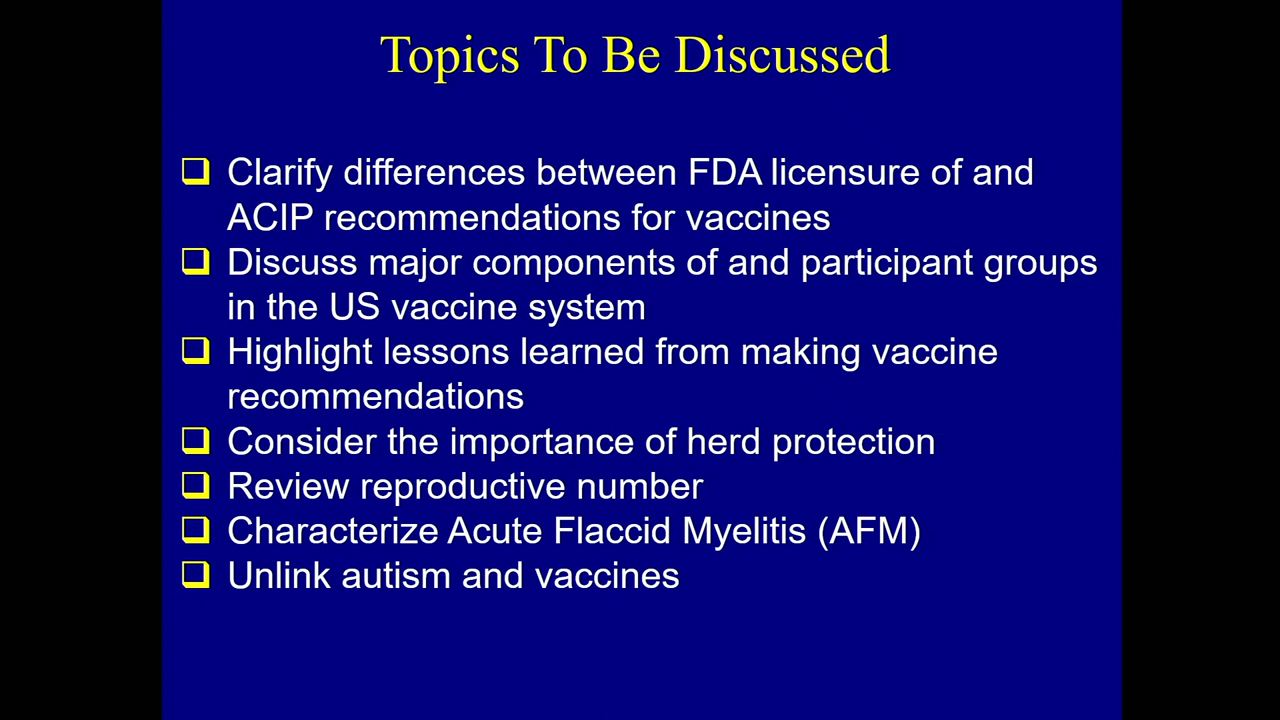 Topics To Be Discussed
Clarify differences between FDA licensure of and
ACIP recommendations for vaccines
Discuss major components of and participant groups
in the US vaccine system
Highlight lessons learned from making vaccine
recommendations
Consider the importance of herd protection
Review reproductive number
Characterize Acute Flaccid Myelitis (AFM)
Unlink autism and vaccines